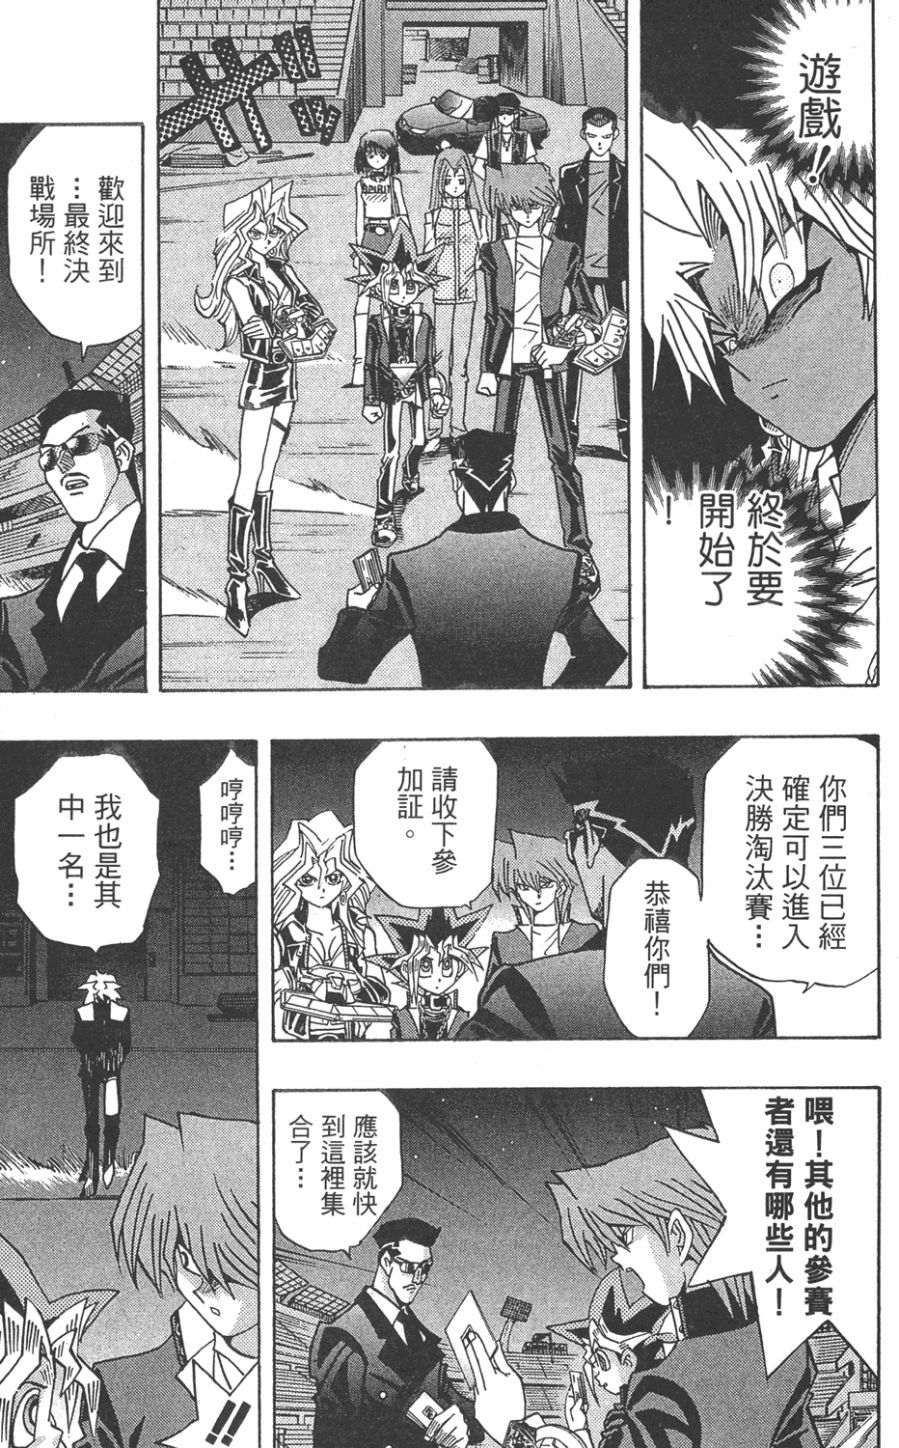 遊戲！
終於要
開始了
！
ザッ
SPIRIT
歡迎來到
…最終決
戰場所！
你們三位已經
確定可以進入
決勝淘汰賽…
恭禧你們！
請收下參
加証。
喂！其他的參賽
者還有哪些人！
應該就快
到這裡集
合了…
哼哼哼…
我也是其
中一名…
!!